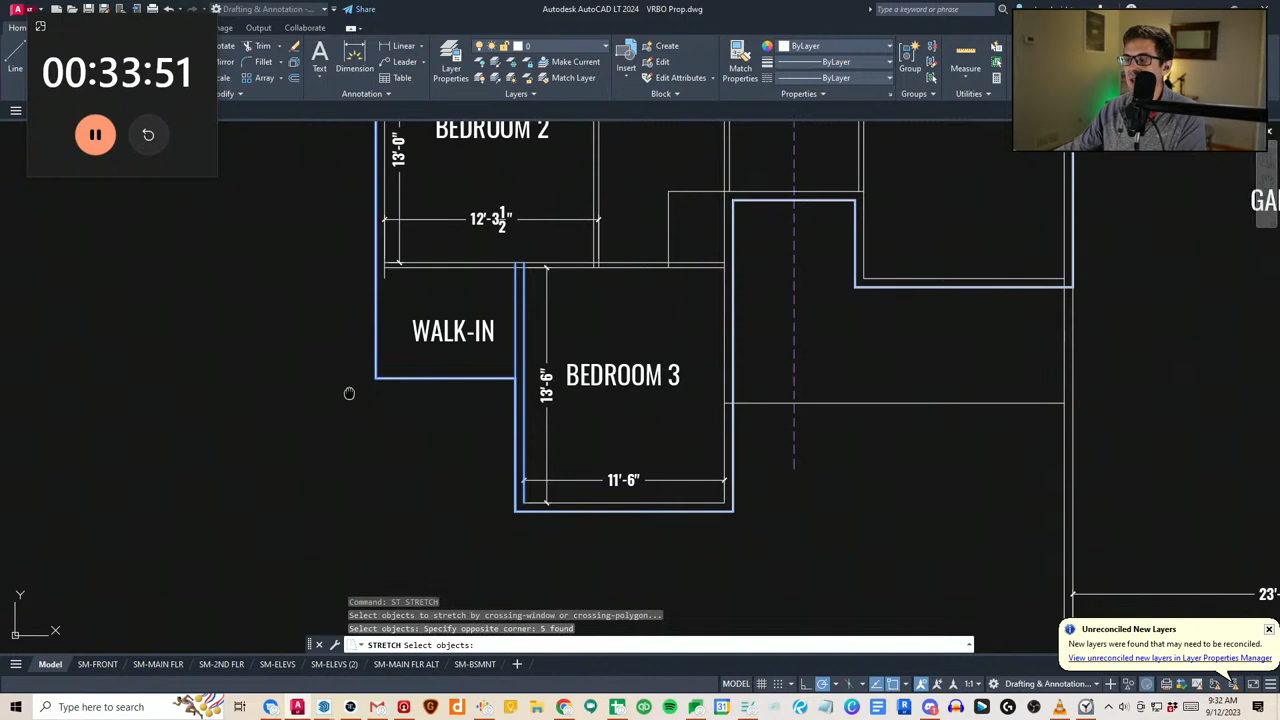 Drafting & Annotation
Share
Autodesk AutoCAD LT 2024 VRBO Prop.dwg
Type a keyword or phrase
00:33:51
Collaborate
Trim
Fillet
Array
Text
Dimension
Linear
Leader
Table
Annotation
Layer
Properties
0
Make Current
Match Layer
Layers
Insert
Create
Edit
Edit Attributes
Block
Match
Properties
ByLayer
ByLayer
ByLayer
Properties
Group
Groups
Measure
Utilities
Line
BEDROOM 2
13'-0"
12'-3 1/2"
WALK-IN
BEDROOM 3
13'-6"
11'-6"
23'-
Y
X
Command: ST STRETCH
Select objects to stretch by crossing-window or crossing-polygon...
Select objects: Specify opposite corner: 5 found
STRETCH Select objects:
Unreconciled New Layers
New layers were found that may need to be reconciled.
View unreconciled new layers in Layer Properties Manager
Model
SM-FRONT
SM-MAIN FLR
SM-2ND FLR
SM-ELEVS
SM-ELEVS (2)
SM-MAIN FLR ALT
SM-BSMNT
MODEL
1:1
Drafting & Annotation
Type here to search
9:32 AM
9/12/2023